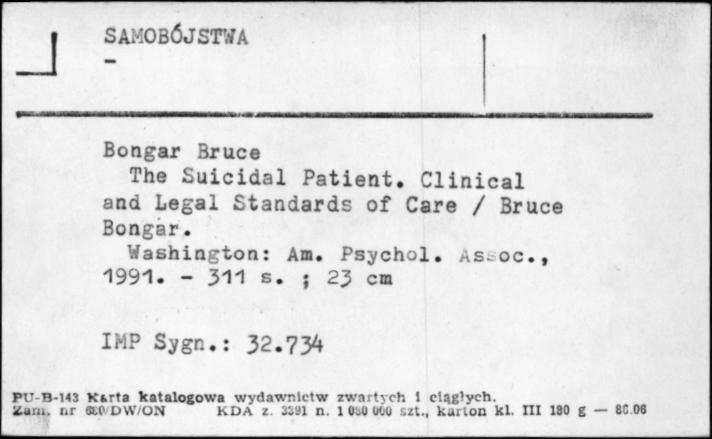 SAMOBÓJSTWA
-
Bongar Bruce
The Suicidal Patient. Clinical
and Legal Standards of Care / Bruce
Bongar.
Washington: Am. Psychol. Assoc.,
1991. - 311 s. ; 23 cm
IMP Sygn.: 32.734
PU-B-143 Karta katalogowa wydawnictw zwartych i ciągłych.
Zam. nr /DW/ON KDA z. 3391 n. 1 080 000 szt., karton kl. III 180 g — 86.06